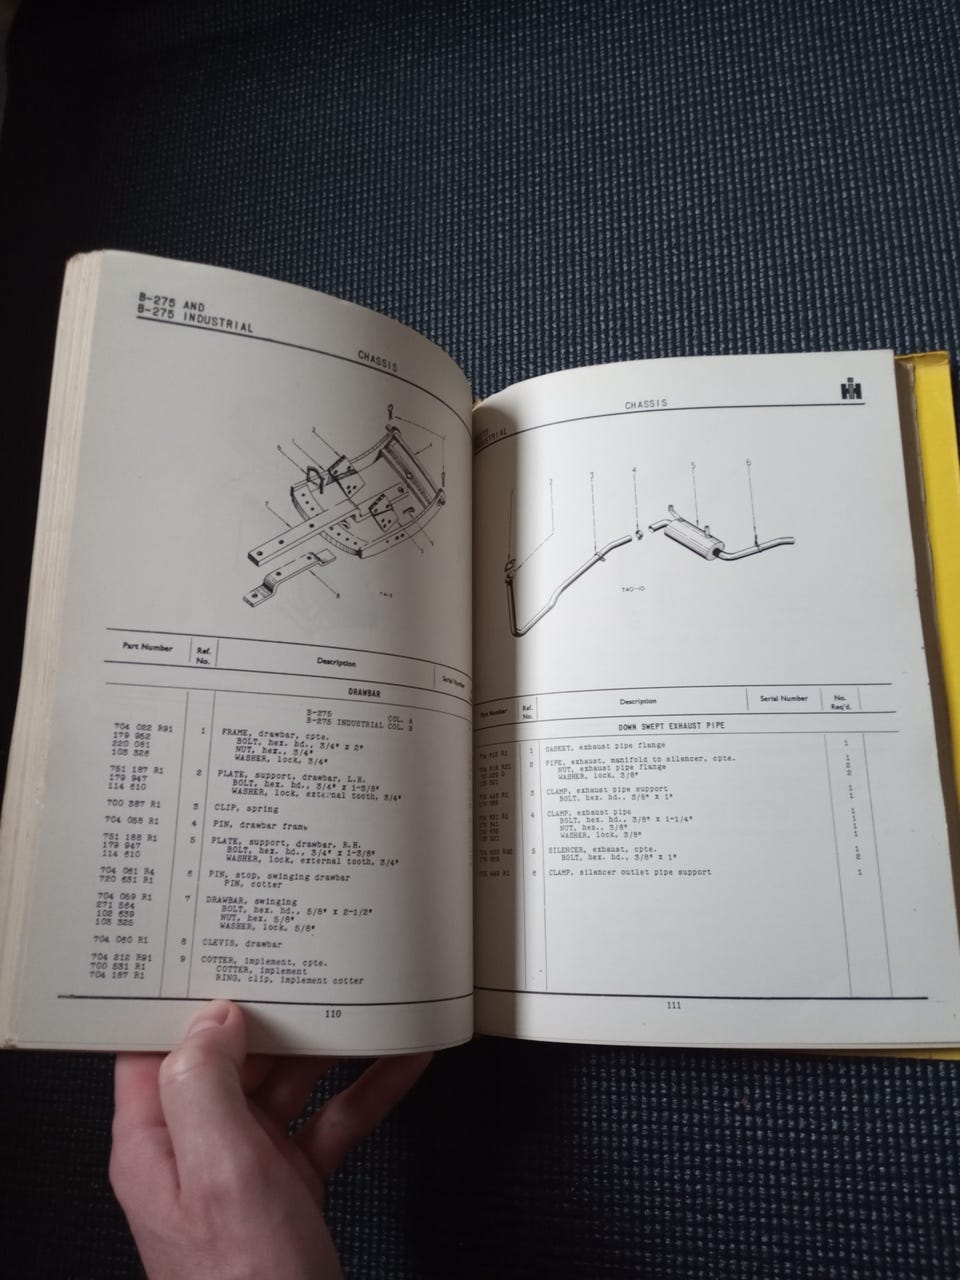 B-275 AND
B-275 INDUSTRIAL
CHASSIS
Part Number Ref. No. Description Serial Number
DRAWBAR
B-275 COL. A
B-275 INDUSTRIAL COL. B
704 022 R91 1 FRAME, drawbar, cpte.
179 952 BOLT, hex. hd., 3/4" x 2"
220 081 NUT, hex., 3/4"
103 326 WASHER, lock, 3/4"
751 187 R1 2 PLATE, support, drawbar, L.H.
179 947 BOLT, hex. hd., 3/4" x 1-3/8"
114 610 WASHER, lock, external tooth, 3/4"
700 387 R1 3 CLIP, spring
704 058 R1 4 PIN, drawbar frame
751 188 R1 5 PLATE, support, drawbar, R.H.
179 947 BOLT, hex. hd., 3/4" x 1-3/8"
114 610 WASHER, lock, external tooth, 3/4"
704 061 R4 6 PIN, stop, swinging drawbar
720 631 R1 PIN, cotter
704 059 R1 7 DRAWBAR, swinging
271 564 BOLT, hex. hd., 5/8" x 2-1/2"
102 639 NUT, hex. 5/8"
103 325 WASHER, lock, 5/8"
704 060 R1 8 CLEVIS, drawbar
704 212 R91 9 COTTER, implement, cpte.
700 531 R1 COTTER, implement
704 187 R1 RING, clip, implement cotter
110
CHASSIS
IH
2 3 4 5 6
T40-10
Part Number Ref. No. Description Serial Number No. Req'd.
DOWN SWEPT EXHAUST PIPE
1 GASKET, exhaust pipe flange 1
2 PIPE, exhaust, manifold to silencer, cpte. 1
NUT, exhaust pipe flange 2
WASHER, lock, 3/8" 2
3 CLAMP, exhaust pipe support 1
BOLT, hex. hd., 3/8" x 1" 1
4 CLAMP, exhaust pipe 1
BOLT, hex. hd., 3/8" x 1-1/4" 1
NUT, hex., 3/8" 1
WASHER, lock, 3/8" 1
5 SILENCER, exhaust, cpte. 1
BOLT, hex. hd., 3/8" x 1" 2
6 CLAMP, silencer outlet pipe support 1
111